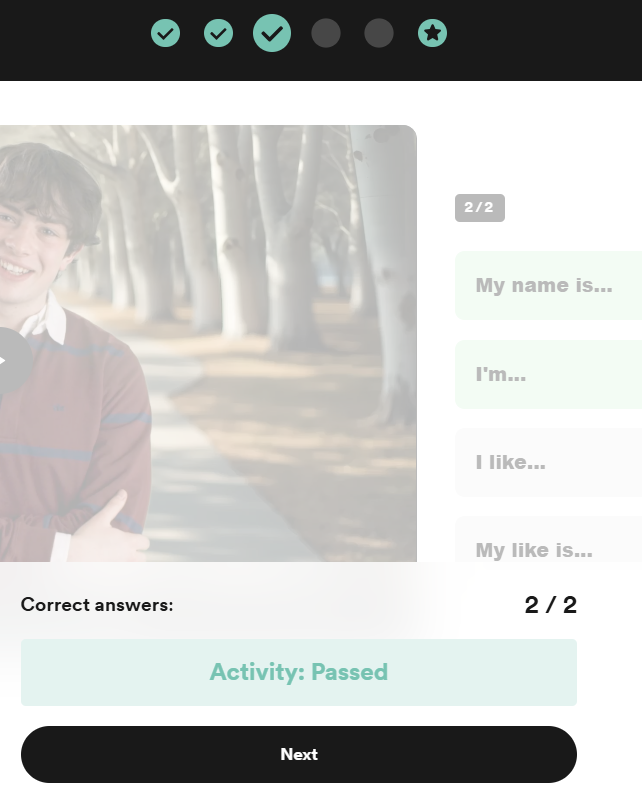 2/2
My name is...
I'm...
I like...
My like is...
Correct answers:
2 / 2
Activity: Passed
Next